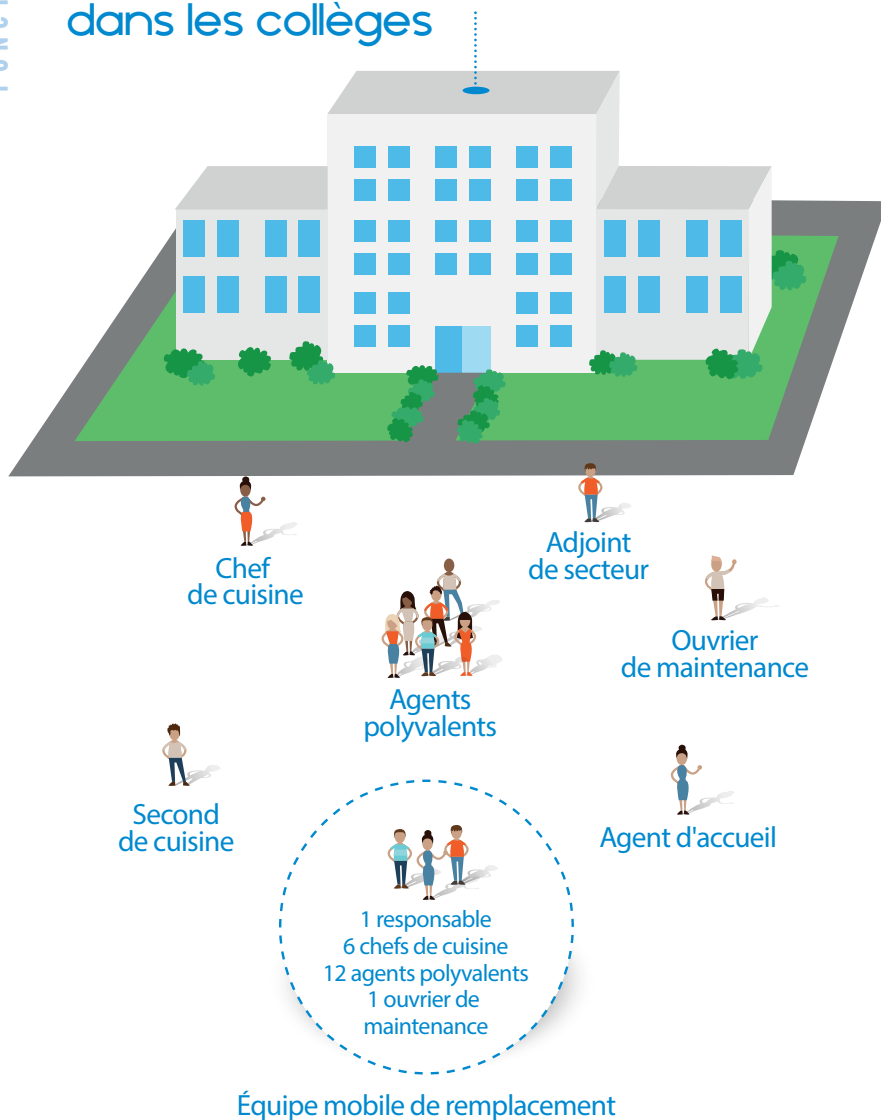 dans les collèges
Chef
de cuisine
Adjoint
de secteur
Ouvrier
de maintenance
Agents
polyvalents
Second
de cuisine
Agent d'accueil
1 responsable
6 chefs de cuisine
12 agents polyvalents
1 ouvrier de
maintenance
Équipe mobile de remplacement